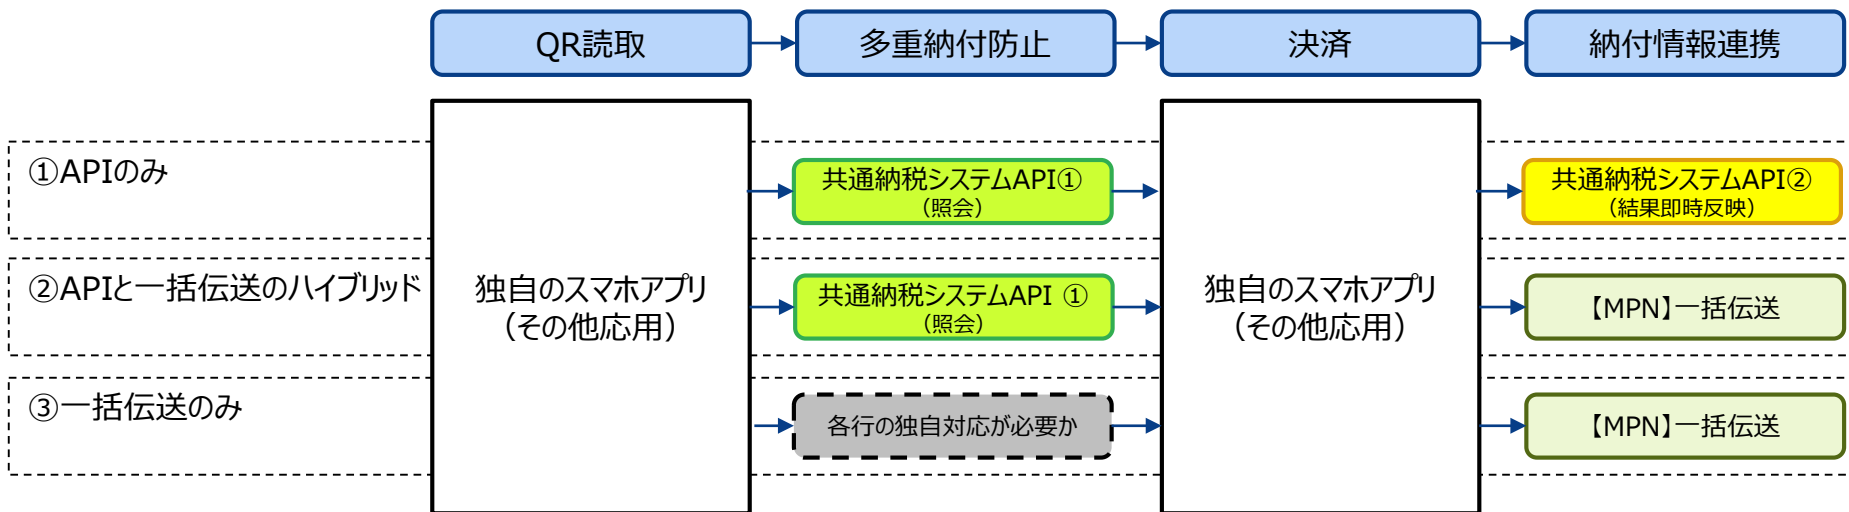 QR読取
多重納付防止
決済
納付情報連携
①APIのみ
共通納税システムAPI①
（照会）
共通納税システムAPI②
（結果即時反映）
②APIと一括伝送のハイブリッド
独自のスマホアプリ
（その他応用）
共通納税システムAPI ①
（照会）
独自のスマホアプリ
（その他応用）
【MPN】一括伝送
③一括伝送のみ
各行の独自対応が必要か
【MPN】一括伝送